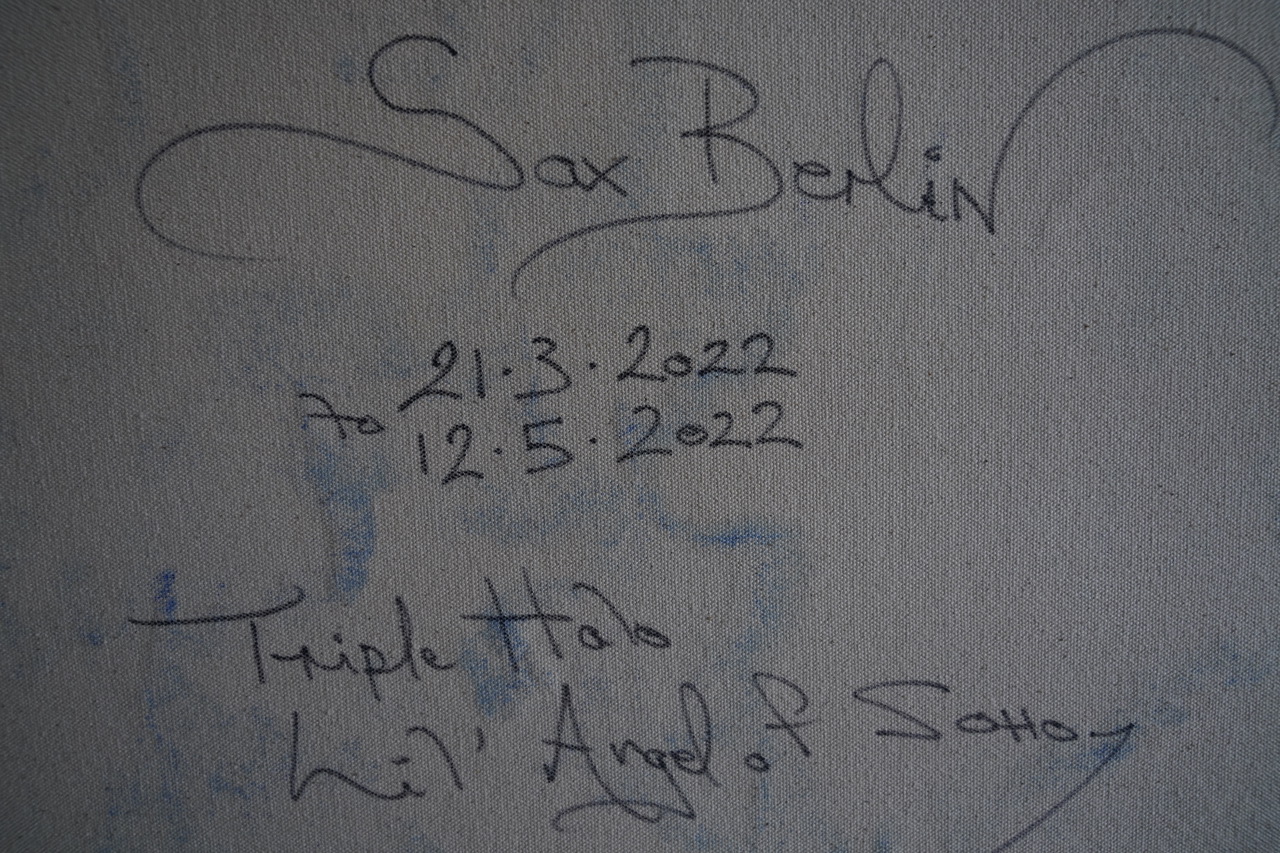 Sax Berlin
21.3.2022
to 12.5.2022
Triple Halo
Lil' Angel of SoHo